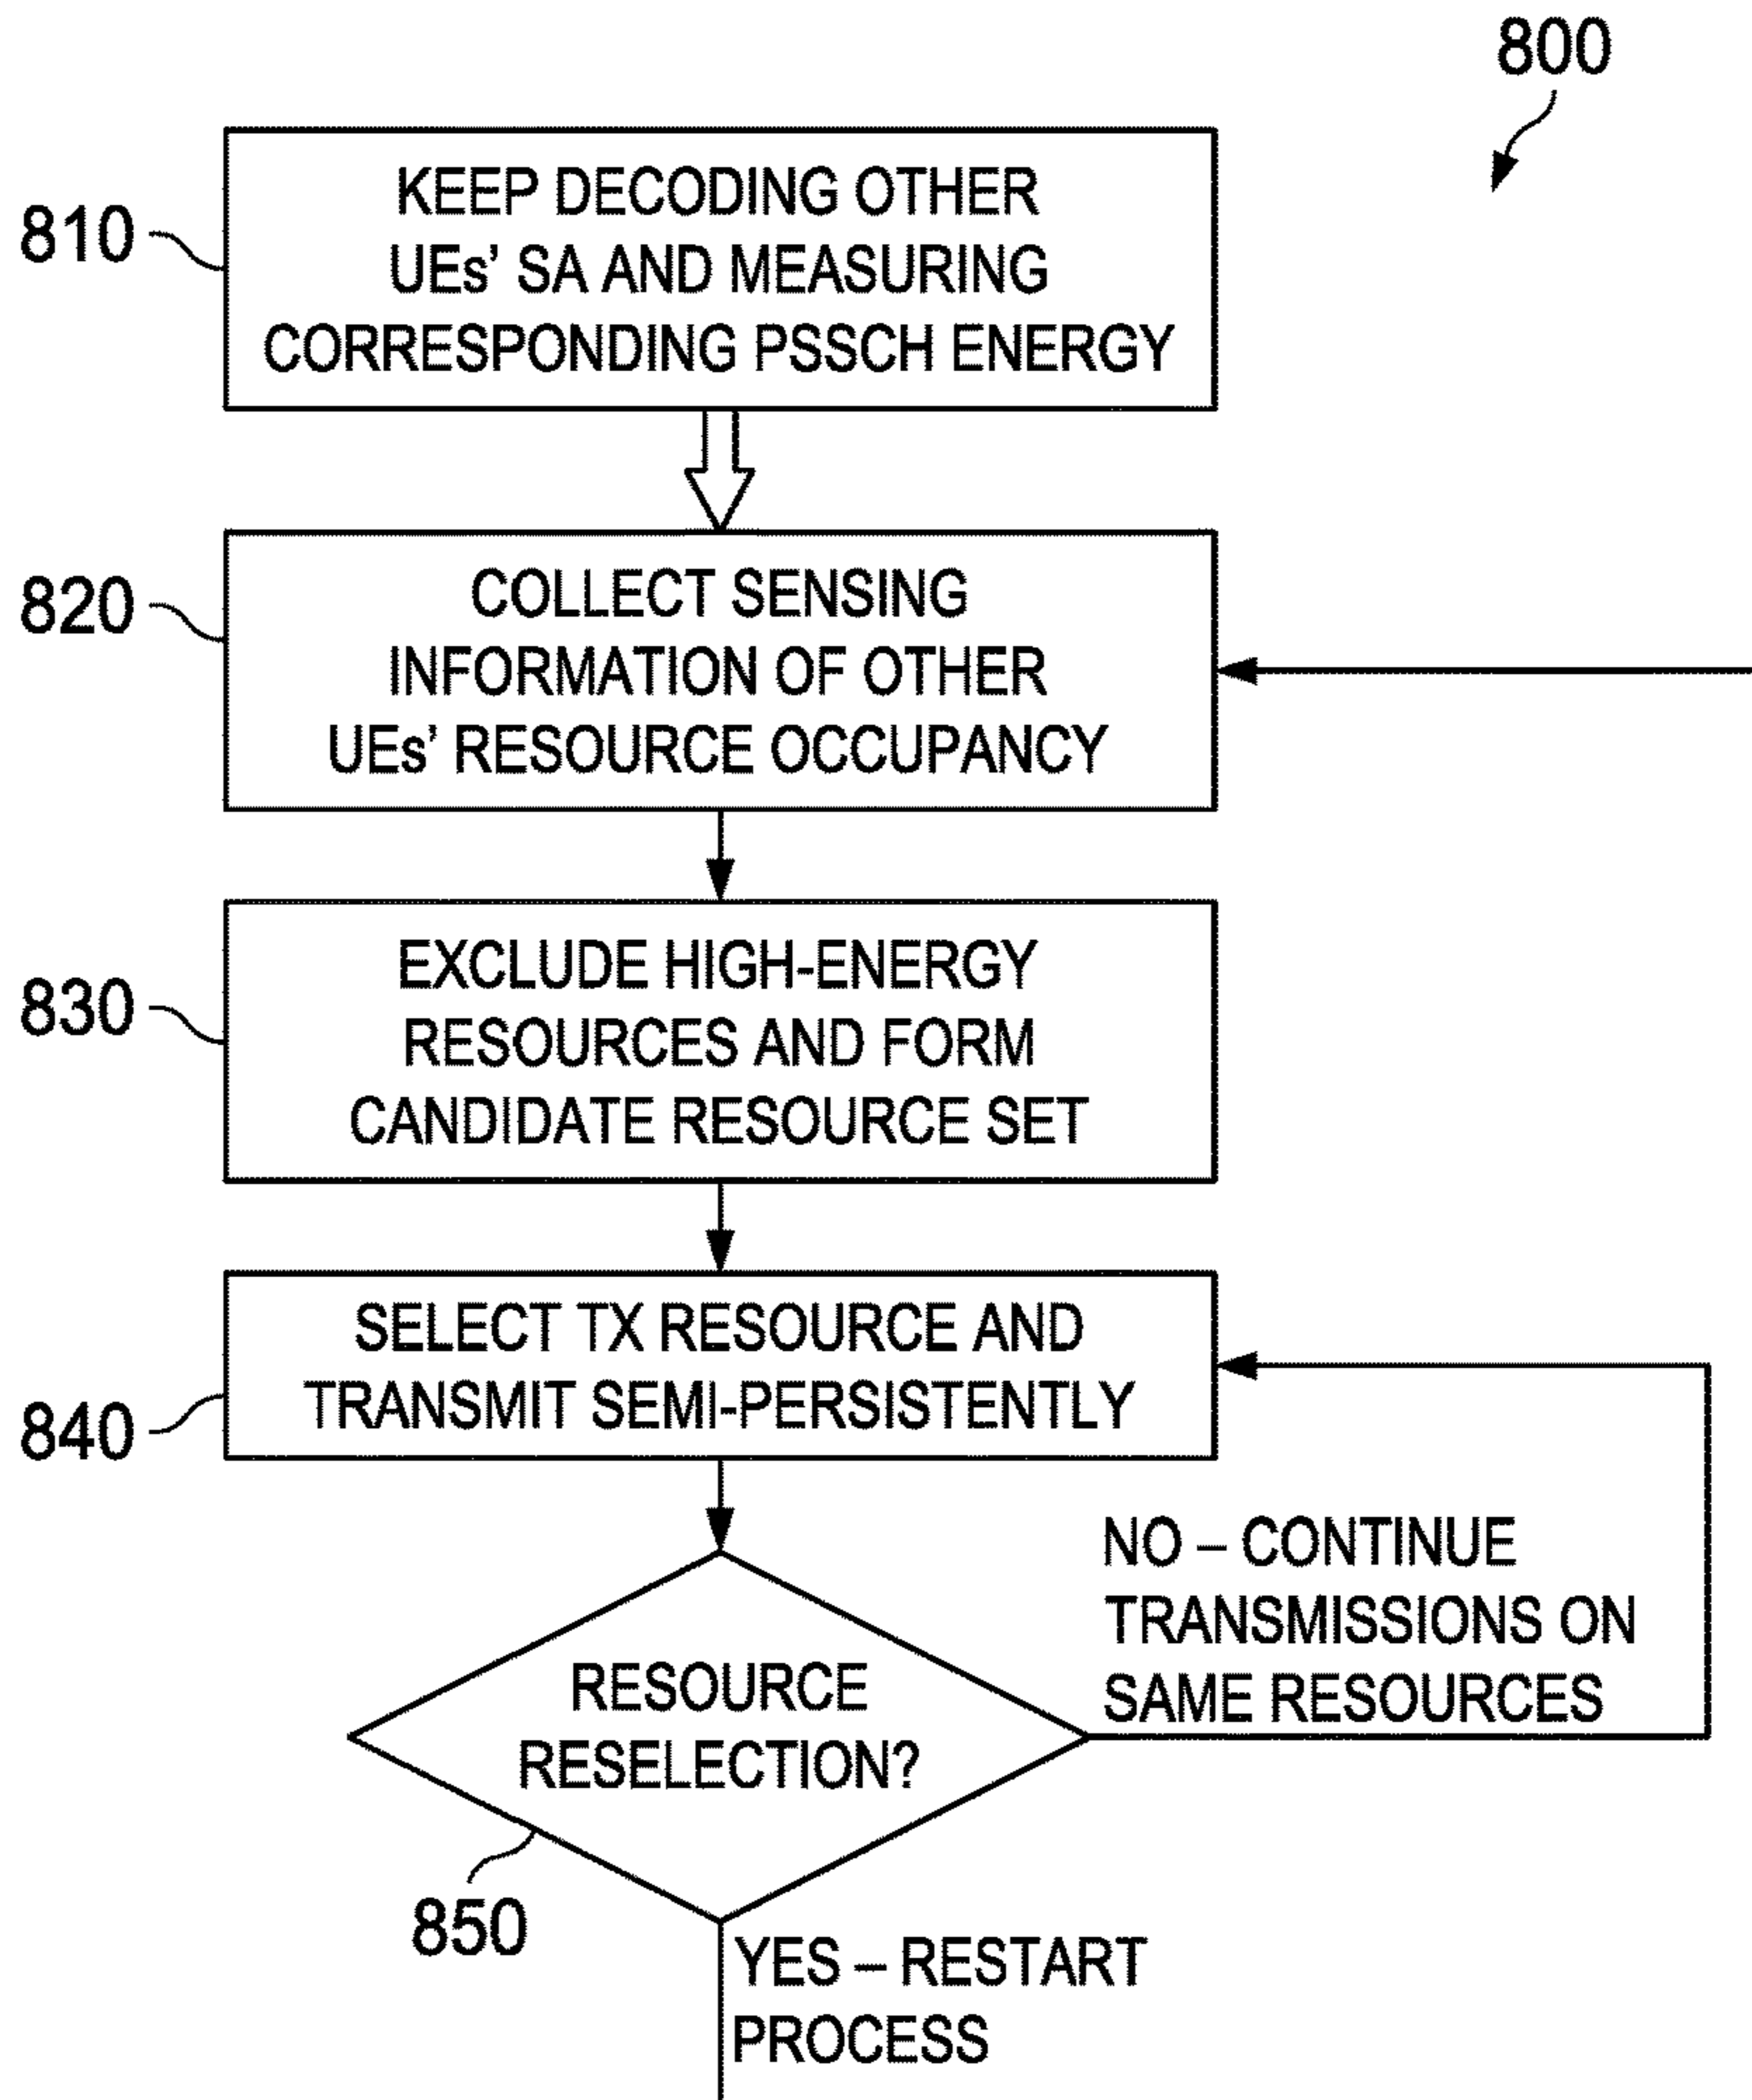 800
810
KEEP DECODING OTHER
UEs’ SA AND MEASURING
CORRESPONDING PSSCH ENERGY
820
COLLECT SENSING
INFORMATION OF OTHER
UEs’ RESOURCE OCCUPANCY
830
EXCLUDE HIGH-ENERGY
RESOURCES AND FORM
CANDIDATE RESOURCE SET
840
SELECT TX RESOURCE AND
TRANSMIT SEMI-PERSISTENTLY
NO – CONTINUE
TRANSMISSIONS ON
SAME RESOURCES
RESOURCE
RESELECTION?
850
YES – RESTART
PROCESS